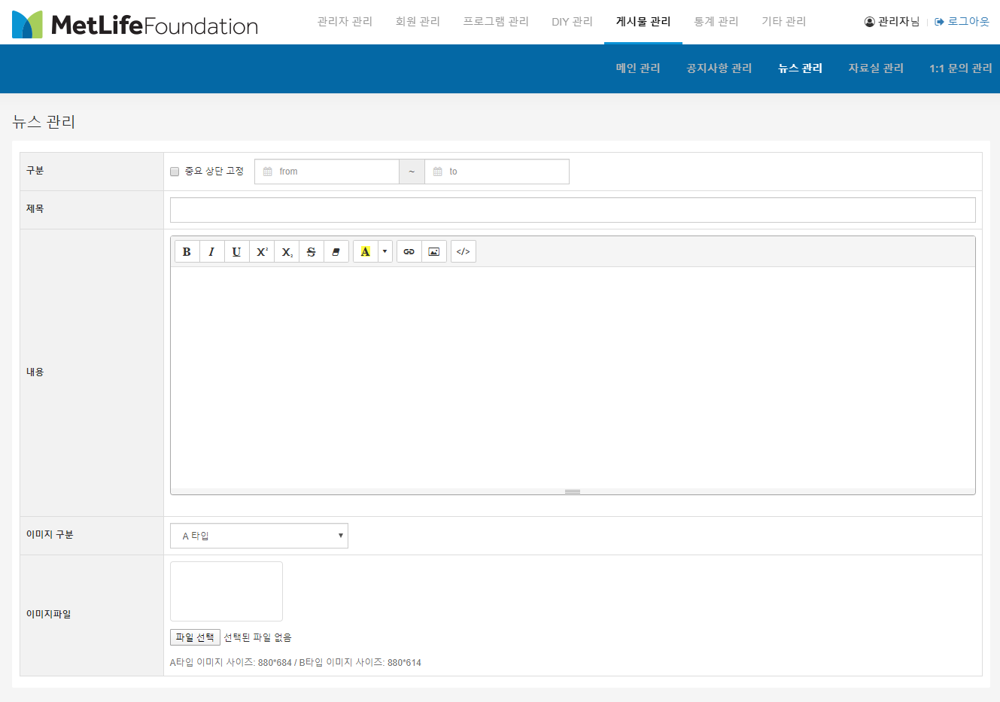 MetLife Foundation
관리자 관리 회원 관리 프로그램 관리 DIY 관리 게시물 관리 통계 관리 기타 관리 관리자님 로그아웃
메인 관리 공지사항 관리 뉴스 관리 자료실 관리 1:1 문의 관리
뉴스 관리
구분 중요 상단 고정 from ~ to
제목
B I U X² X₂ S A </>
내용
이미지 구분 A 타입
이미지파일
파일 선택 선택된 파일 없음
A타입 이미지 사이즈: 880*684 / B타입 이미지 사이즈: 880*614